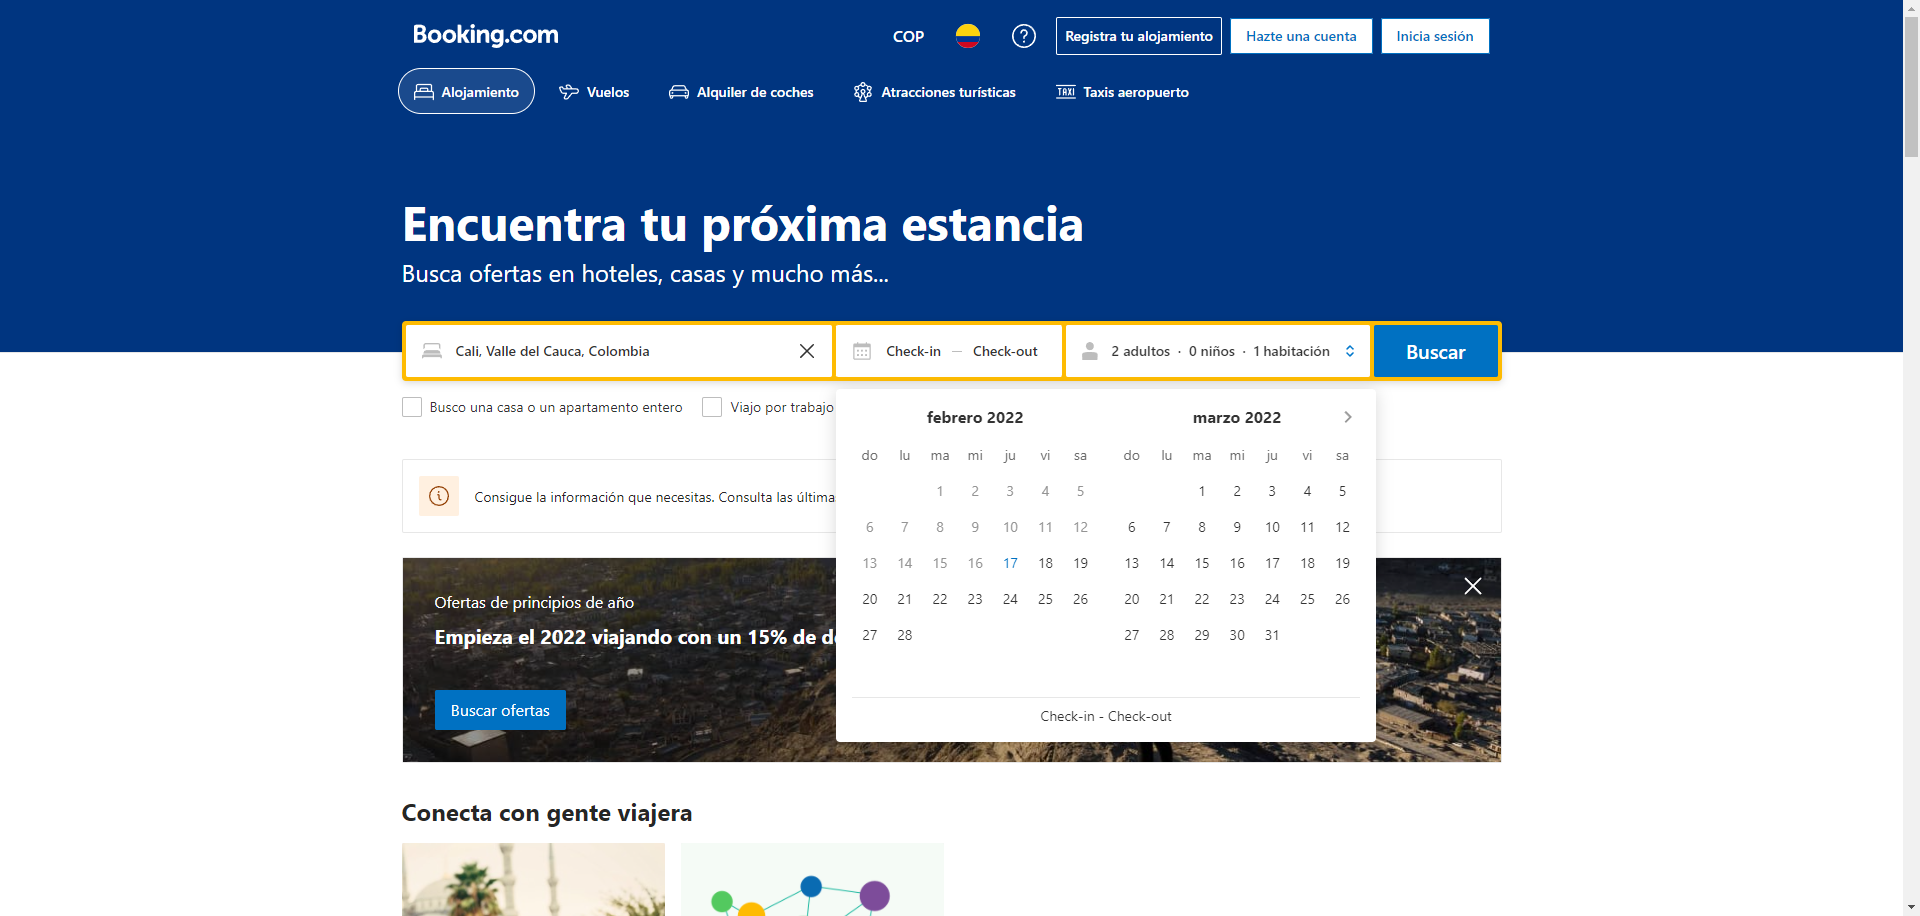 Booking.com
COP
Registra tu alojamiento
Hazte una cuenta
Inicia sesión
Alojamiento
Vuelos
Alquiler de coches
Atracciones turísticas
TAXI
Taxis aeropuerto
Encuentra tu próxima estancia
Busca ofertas en hoteles, casas y mucho más...
Cali, Valle del Cauca, Colombia
Check-in — Check-out
2 adultos · 0 niños · 1 habitación
Buscar
Busco una casa o un apartamento entero
Viajo por trabajo
febrero 2022
do lu ma mi ju vi sa
1 2 3 4 5
6 7 8 9 10 11 12
13 14 15 16 17 18 19
20 21 22 23 24 25 26
27 28
marzo 2022
do lu ma mi ju vi sa
1 2 3 4 5
6 7 8 9 10 11 12
13 14 15 16 17 18 19
20 21 22 23 24 25 26
27 28 29 30 31
Check-in - Check-out
Consigue la información que necesitas. Consulta las última
Ofertas de principios de año
Empieza el 2022 viajando con un 15% de d
Buscar ofertas
Conecta con gente viajera